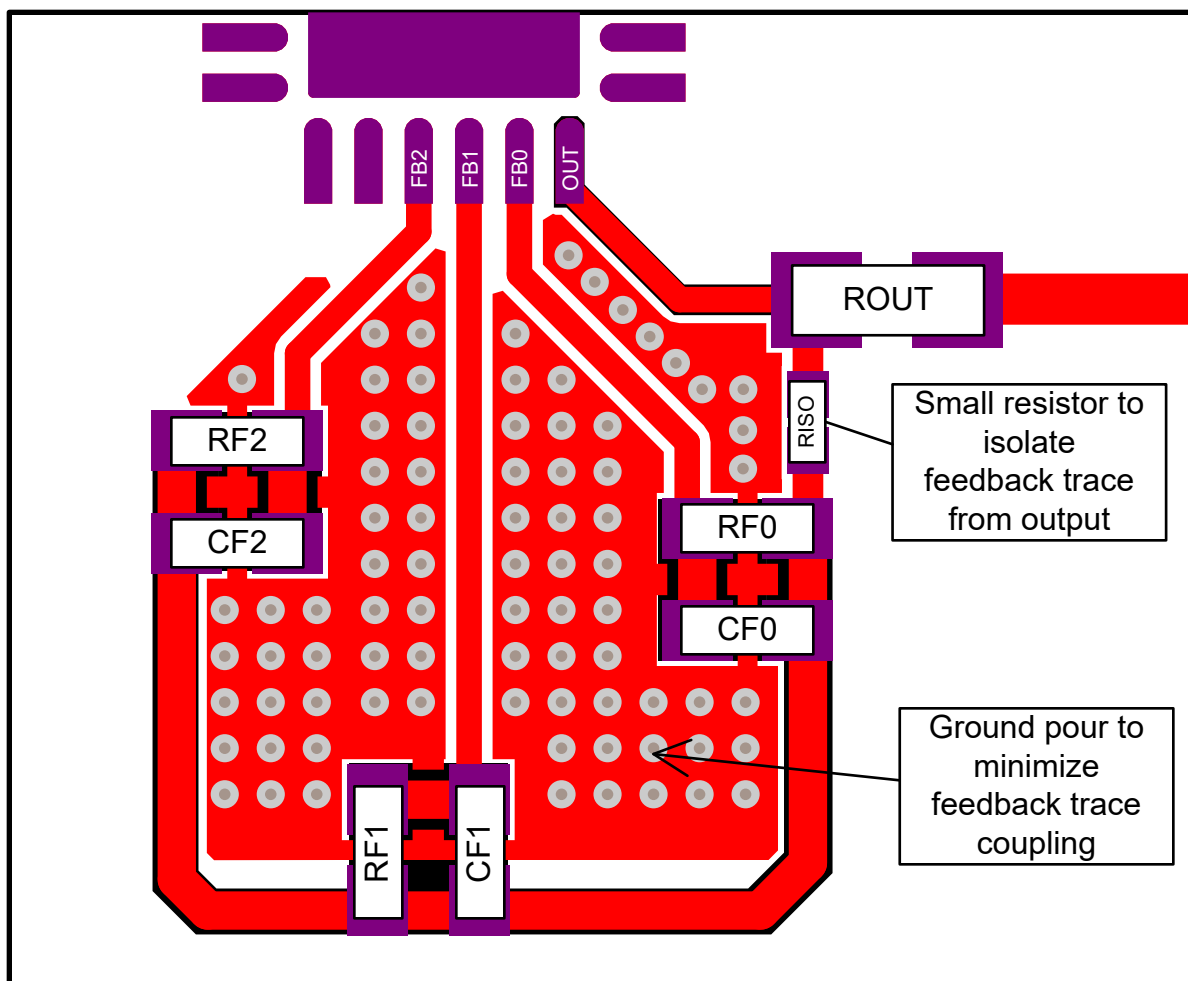 FB2
FB1
FB0
OUT
ROUT
RISO
Small resistor to
isolate
feedback trace
from output
RF2
CF2
RF0
CF0
Ground pour to
minimize
feedback trace
coupling
RF1
CF1